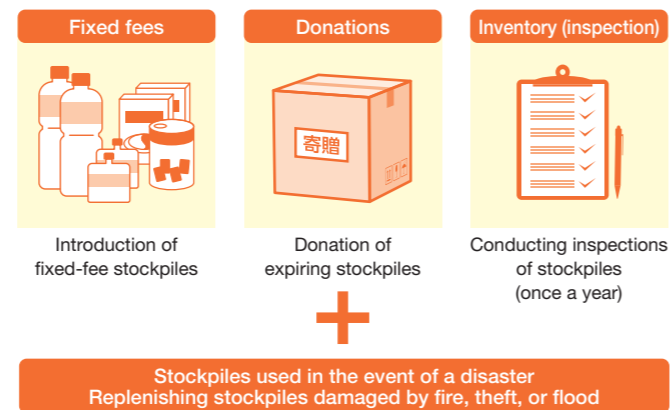 Fixed fees
Donations
Inventory (inspection)
寄贈
Introduction of
fixed-fee stockpiles
Donation of
expiring stockpiles
Conducting inspections
of stockpiles
(once a year)
+
Stockpiles used in the event of a disaster
Replenishing stockpiles damaged by fire, theft, or flood